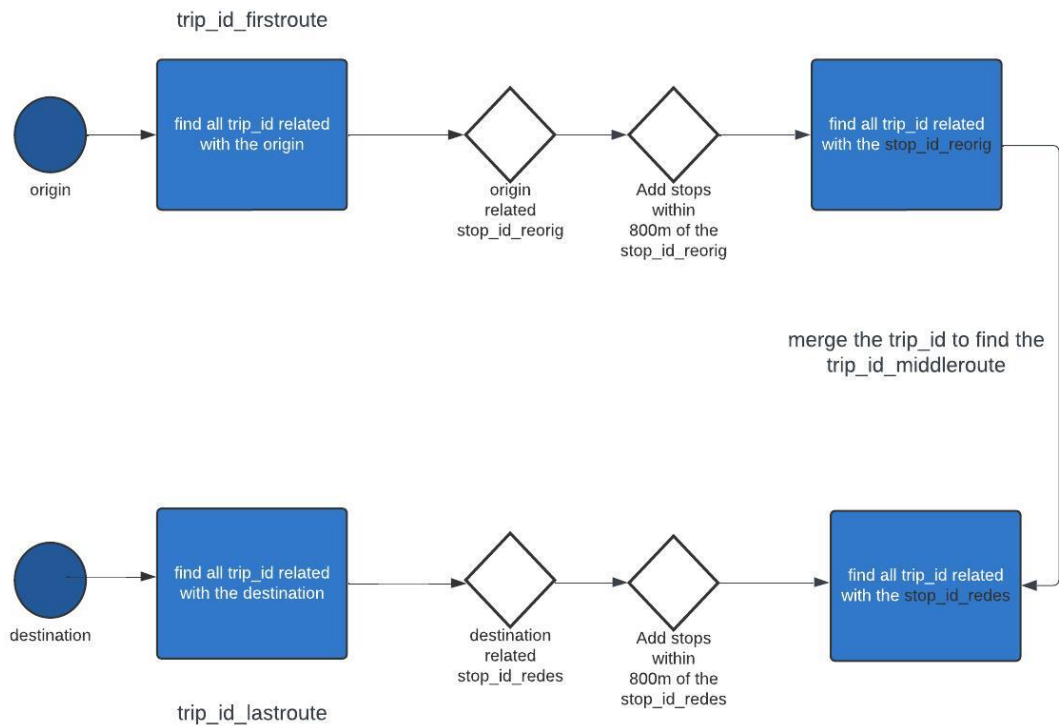 trip_id_firstroute
find all trip_id related
with the origin
find all trip_id related
with the stop_id_reorig
origin
origin
related
stop_id_reorig
Add stops
within
800m of the
stop_id_reorig
merge the trip_id to find the
trip_id_middleroute
find all trip_id related
with the destination
find all trip_id related
with the stop_id_redes
destination
destination
related
stop_id_redes
Add stops
within
800m of the
stop_id_redes
trip_id_lastroute